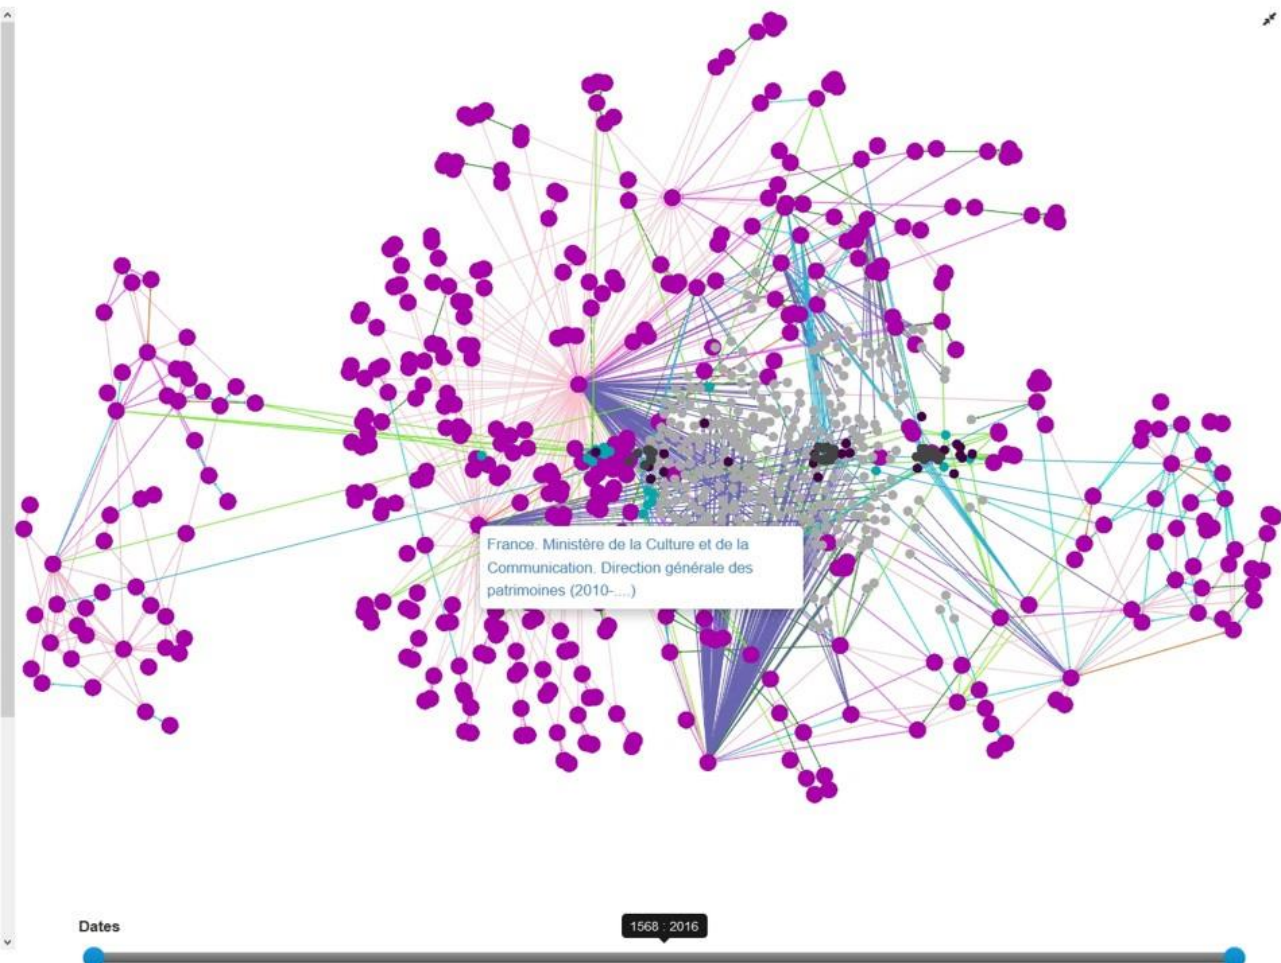 France. Ministère de la Culture et de la
Communication. Direction générale des
patrimoines (2010-....)
Dates
1568 : 2016